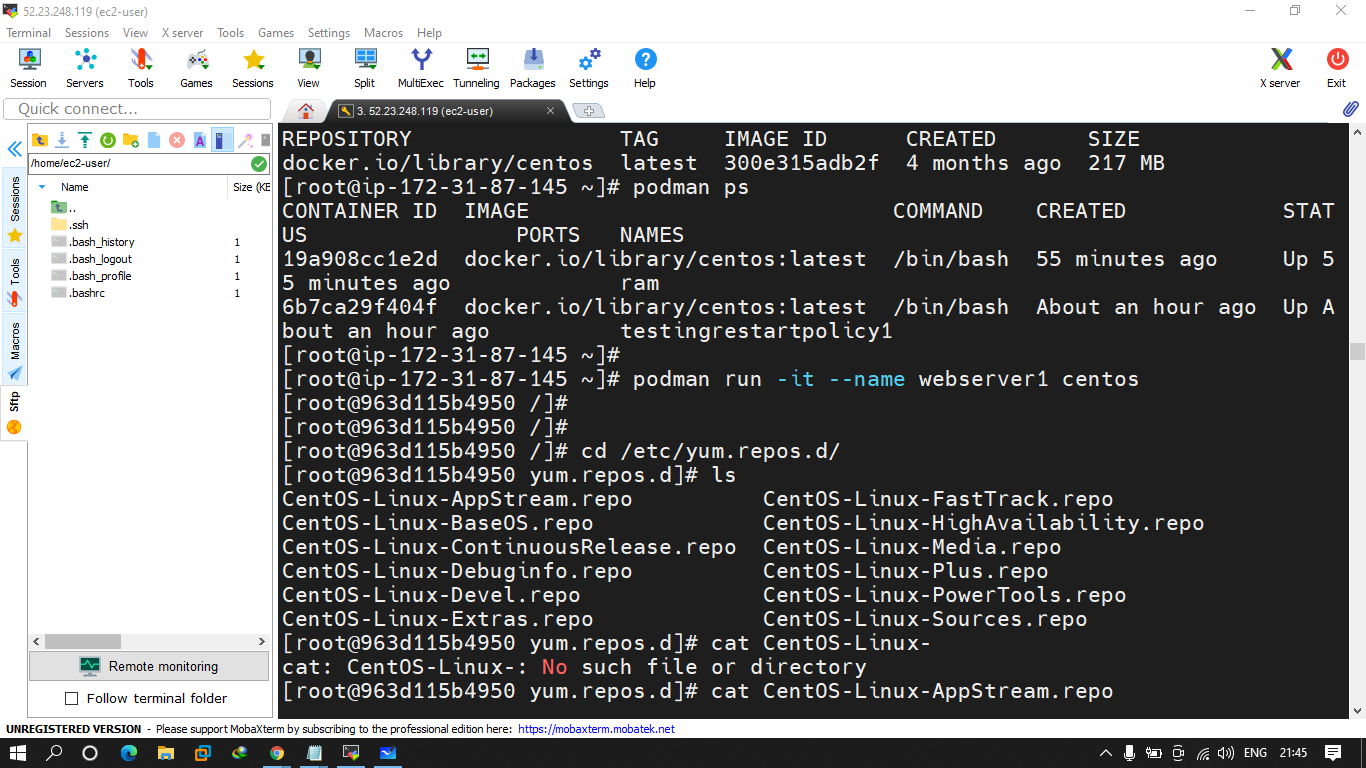 52.23.248.119 (ec2-user)
Terminal Sessions View X server Tools Games Settings Macros Help
Session Servers Tools Games Sessions View Split MultiExec Tunneling Packages Settings Help X server Exit
Quick connect...
3. 52.23.248.119 (ec2-user)
/home/ec2-user/
Name Size (KB
..
.ssh
.bash_history 1
.bash_logout 1
.bash_profile 1
.bashrc 1
Sessions
Tools
Macros
Sftp
Remote monitoring
Follow terminal folder
REPOSITORY TAG IMAGE ID CREATED SIZE
docker.io/library/centos latest 300e315adb2f 4 months ago 217 MB
[root@ip-172-31-87-145 ~]# podman ps
CONTAINER ID IMAGE COMMAND CREATED STAT
US PORTS NAMES
19a908cc1e2d docker.io/library/centos:latest /bin/bash 55 minutes ago Up 5
5 minutes ago ram
6b7ca29f404f docker.io/library/centos:latest /bin/bash About an hour ago Up A
bout an hour ago testingrestartpolicy1
[root@ip-172-31-87-145 ~]#
[root@ip-172-31-87-145 ~]# podman run -it --name webserver1 centos
[root@963d115b4950 /]#
[root@963d115b4950 /]#
[root@963d115b4950 /]# cd /etc/yum.repos.d/
[root@963d115b4950 yum.repos.d]# ls
CentOS-Linux-AppStream.repo CentOS-Linux-FastTrack.repo
CentOS-Linux-BaseOS.repo CentOS-Linux-HighAvailability.repo
CentOS-Linux-ContinuousRelease.repo CentOS-Linux-Media.repo
CentOS-Linux-Debuginfo.repo CentOS-Linux-Plus.repo
CentOS-Linux-Devel.repo CentOS-Linux-PowerTools.repo
CentOS-Linux-Extras.repo CentOS-Linux-Sources.repo
[root@963d115b4950 yum.repos.d]# cat CentOS-Linux-
cat: CentOS-Linux-: No such file or directory
[root@963d115b4950 yum.repos.d]# cat CentOS-Linux-AppStream.repo
UNREGISTERED VERSION - Please support MobaXterm by subscribing to the professional edition here: https://mobaxterm.mobatek.net
ENG 21:45